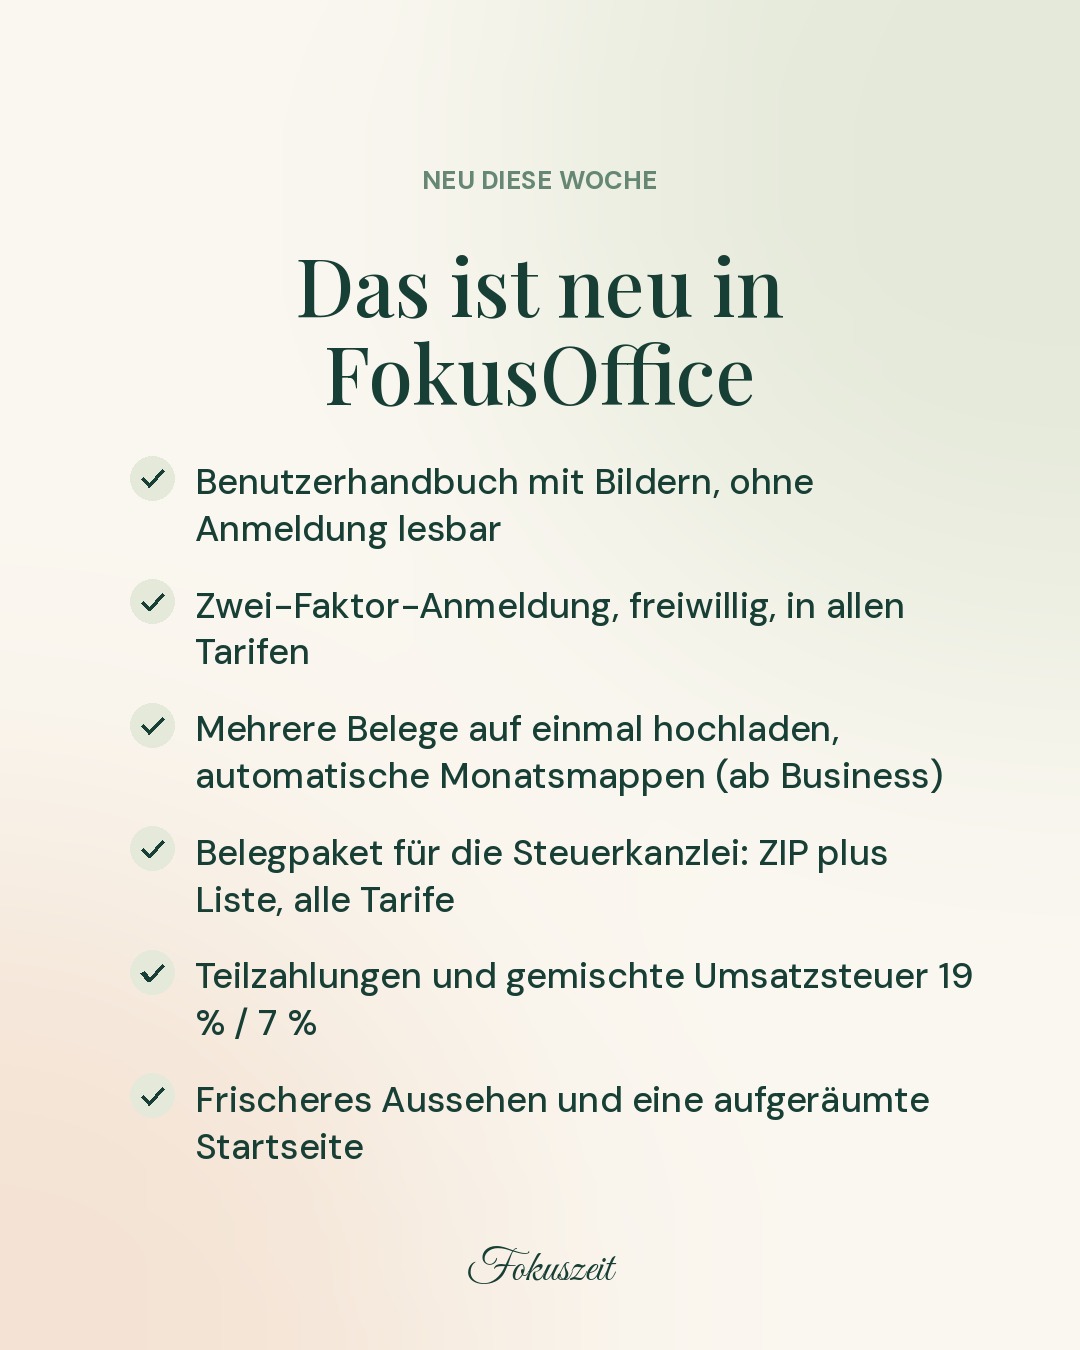 NEU DIESE WOCHE
Das ist neu in
FokusOffice
Benutzerhandbuch mit Bildern, ohne
Anmeldung lesbar
Zwei-Faktor-Anmeldung, freiwillig, in allen
Tarifen
Mehrere Belege auf einmal hochladen,
automatische Monatsmappen (ab Business)
Belegpaket für die Steuerkanzlei: ZIP plus
Liste, alle Tarife
Teilzahlungen und gemischte Umsatzsteuer 19
% / 7 %
Frischeres Aussehen und eine aufgeräumte
Startseite
Fokuszeit